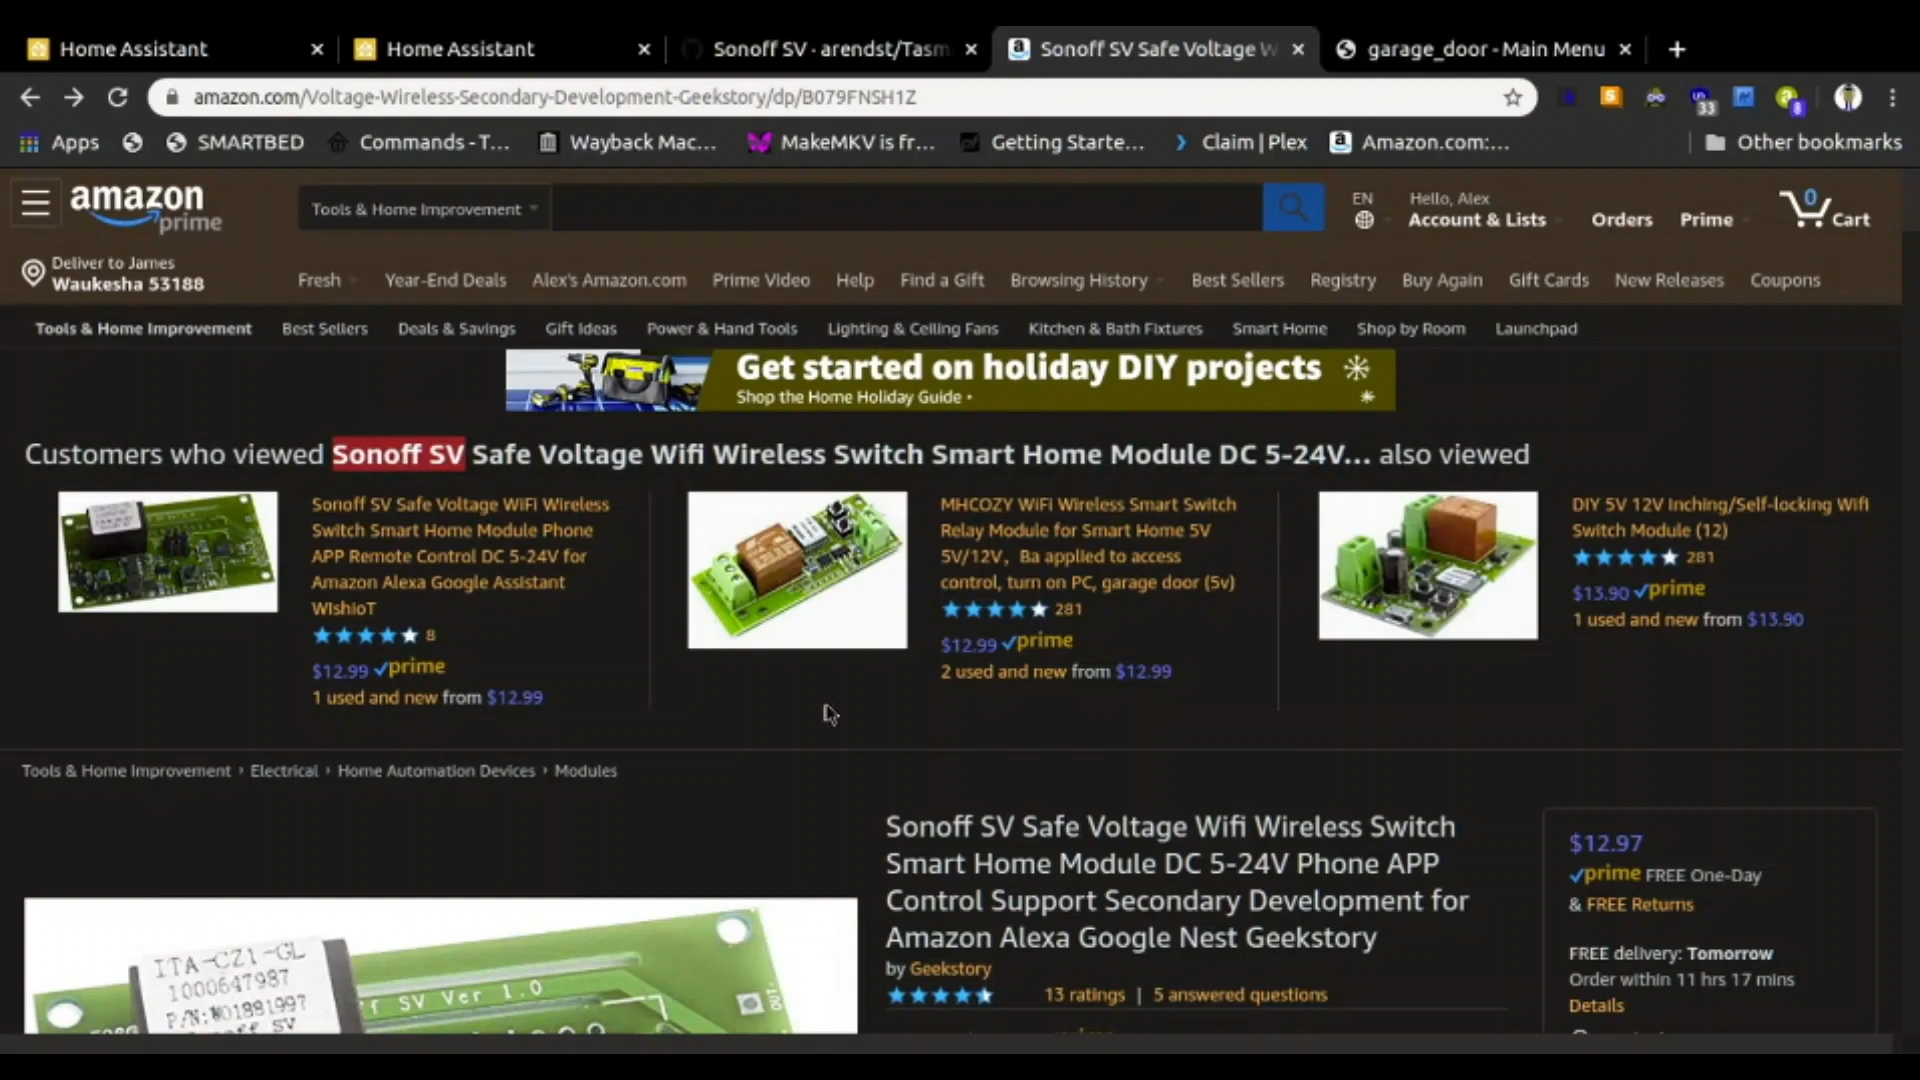 Home Assistant
Home Assistant
Sonoff SV · arendst/Tasm
Sonoff SV Safe Voltage W
garage_door - Main Menu
amazon.com/Voltage-Wireless-Secondary-Development-Geekstory/dp/B079FNSH1Z
33
8
Apps
SMARTBED
Commands - T...
Wayback Mac...
MakeMKV is fr...
Getting Starte...
Claim | Plex
Amazon.com:...
Other bookmarks
amazon prime
Tools & Home Improvement
EN
Hello, Alex
Account & Lists
Orders
Prime
0
Cart
Deliver to James
Waukesha 53188
Fresh
Year-End Deals
Alex's Amazon.com
Prime Video
Help
Find a Gift
Browsing History
Best Sellers
Registry
Buy Again
Gift Cards
New Releases
Coupons
Tools & Home Improvement
Best Sellers
Deals & Savings
Gift Ideas
Power & Hand Tools
Lighting & Ceiling Fans
Kitchen & Bath Fixtures
Smart Home
Shop by Room
Launchpad
Get started on holiday DIY projects
Shop the Home Holiday Guide ›
Customers who viewed Sonoff SV Safe Voltage Wifi Wireless Switch Smart Home Module DC 5-24V... also viewed
Sonoff SV Safe Voltage WiFi Wireless
Switch Smart Home Module Phone
APP Remote Control DC 5-24V for
Amazon Alexa Google Assistant
WIshioT
8
$12.99 prime
1 used and new from $12.99
MHCOZY WiFi Wireless Smart Switch
Relay Module for Smart Home 5V
5V/12V，Ba applied to access
control, turn on PC, garage door (5v)
281
$12.99 prime
2 used and new from $12.99
DIY 5V 12V Inching/Self-locking Wifi
Switch Module (12)
281
$13.90 prime
1 used and new from $13.90
Tools & Home Improvement › Electrical › Home Automation Devices › Modules
Sonoff SV Safe Voltage Wifi Wireless
Switch Smart Home Module DC 5-24V Phone APP
Control Support Secondary Development for
Amazon Alexa Google Nest Geekstory
by Geekstory
13 ratings | 5 answered questions
$12.97
prime FREE One-Day
& FREE Returns
FREE delivery: Tomorrow
Order within 11 hrs 17 mins
Details
ITA-CZ1-GL
1000647987
P/N:W01881997
ff SV
f SV Ver 1.0
OUT-